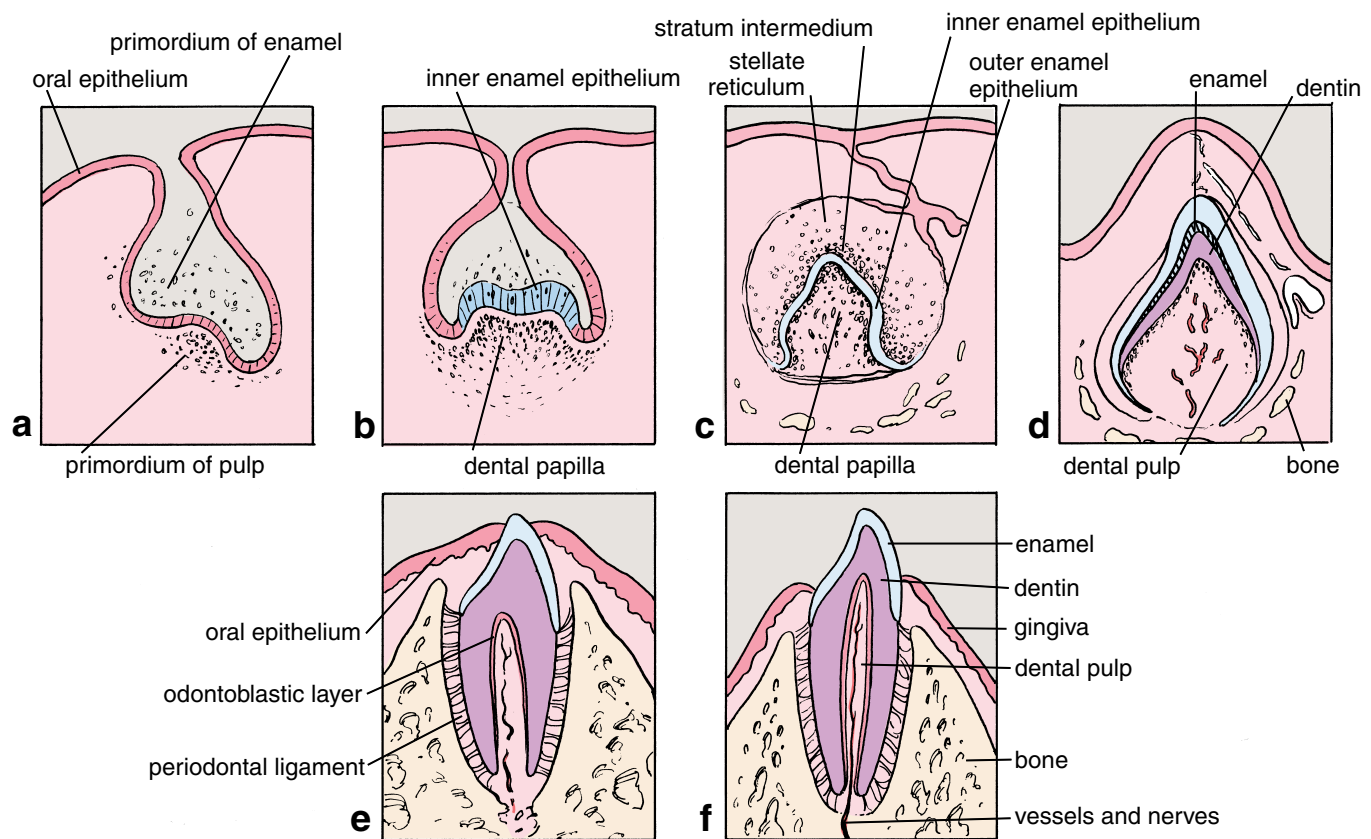 primordium of enamel
oral epithelium
a
primordium of pulp
inner enamel epithelium
b
dental papilla
stratum intermedium
stellate
reticulum
inner enamel epithelium
outer enamel
epithelium
c
dental papilla
enamel
dentin
d
dental pulp
bone
oral epithelium
odontoblastic layer
periodontal ligament
e
enamel
dentin
gingiva
dental pulp
bone
vessels and nerves
f